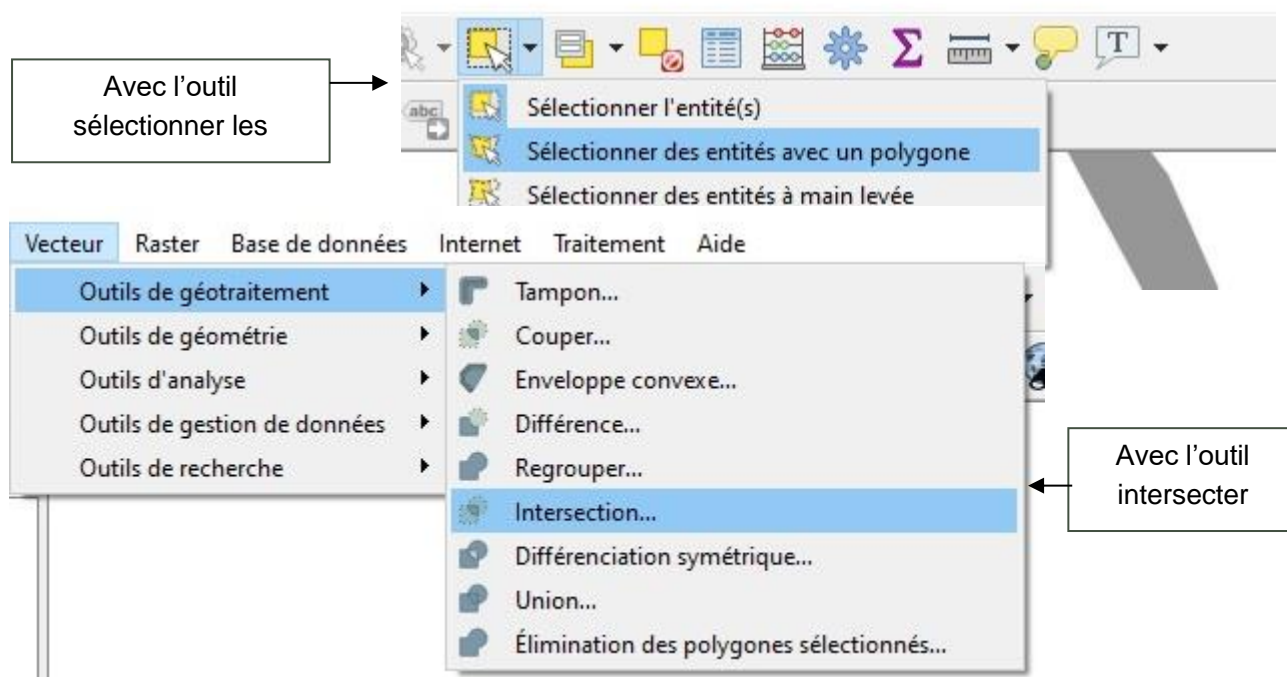 Avec l’outil
sélectionner les
T
abc
Sélectionner l'entité(s)
Sélectionner des entités avec un polygone
Sélectionner des entités à main levée
Vecteur Raster Base de données Internet Traitement Aide
Outils de géotraitement
Outils de géométrie
Outils d'analyse
Outils de gestion de données
Outils de recherche
Tampon...
Couper...
Enveloppe convexe...
Différence...
Regrouper...
Intersection...
Différenciation symétrique...
Union...
Élimination des polygones sélectionnés...
Avec l’outil
intersecter